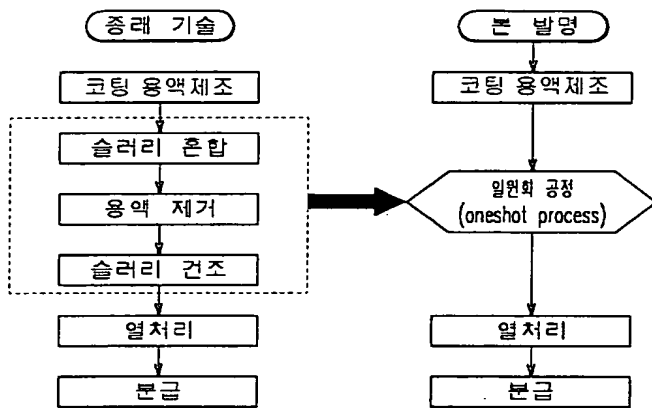 종래 기술
코팅 용액제조
슬러리 혼합
용액 제거
슬러리 건조
열처리
분급
본 발명
코팅 용액제조
일원화 공정
(oneshot process)
열처리
분급